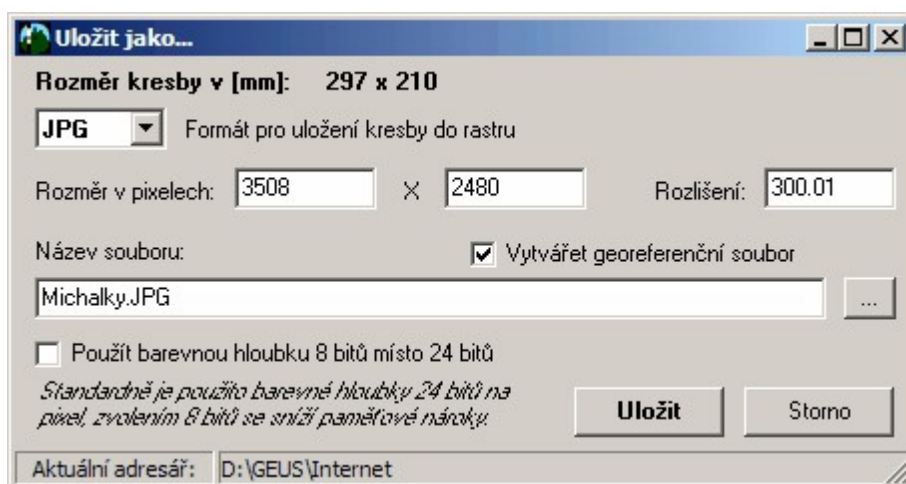 Uložit jako...
Rozměr kresby v [mm]: 297 x 210
JPG Formát pro uložení kresby do rastru
Rozměr v pixelech: 3508 X 2480 Rozlišení: 300.01
Název souboru: Vytvářet georeferenční soubor
Michalky.JPG ...
Použít barevnou hloubku 8 bitů místo 24 bitů
Standardně je použito barevné hloubky 24 bitů na
pixel, zvolením 8 bitů se sníží paměťové nároky.
Uložit Storno
Aktuální adresář: D:\GEUS\Internet